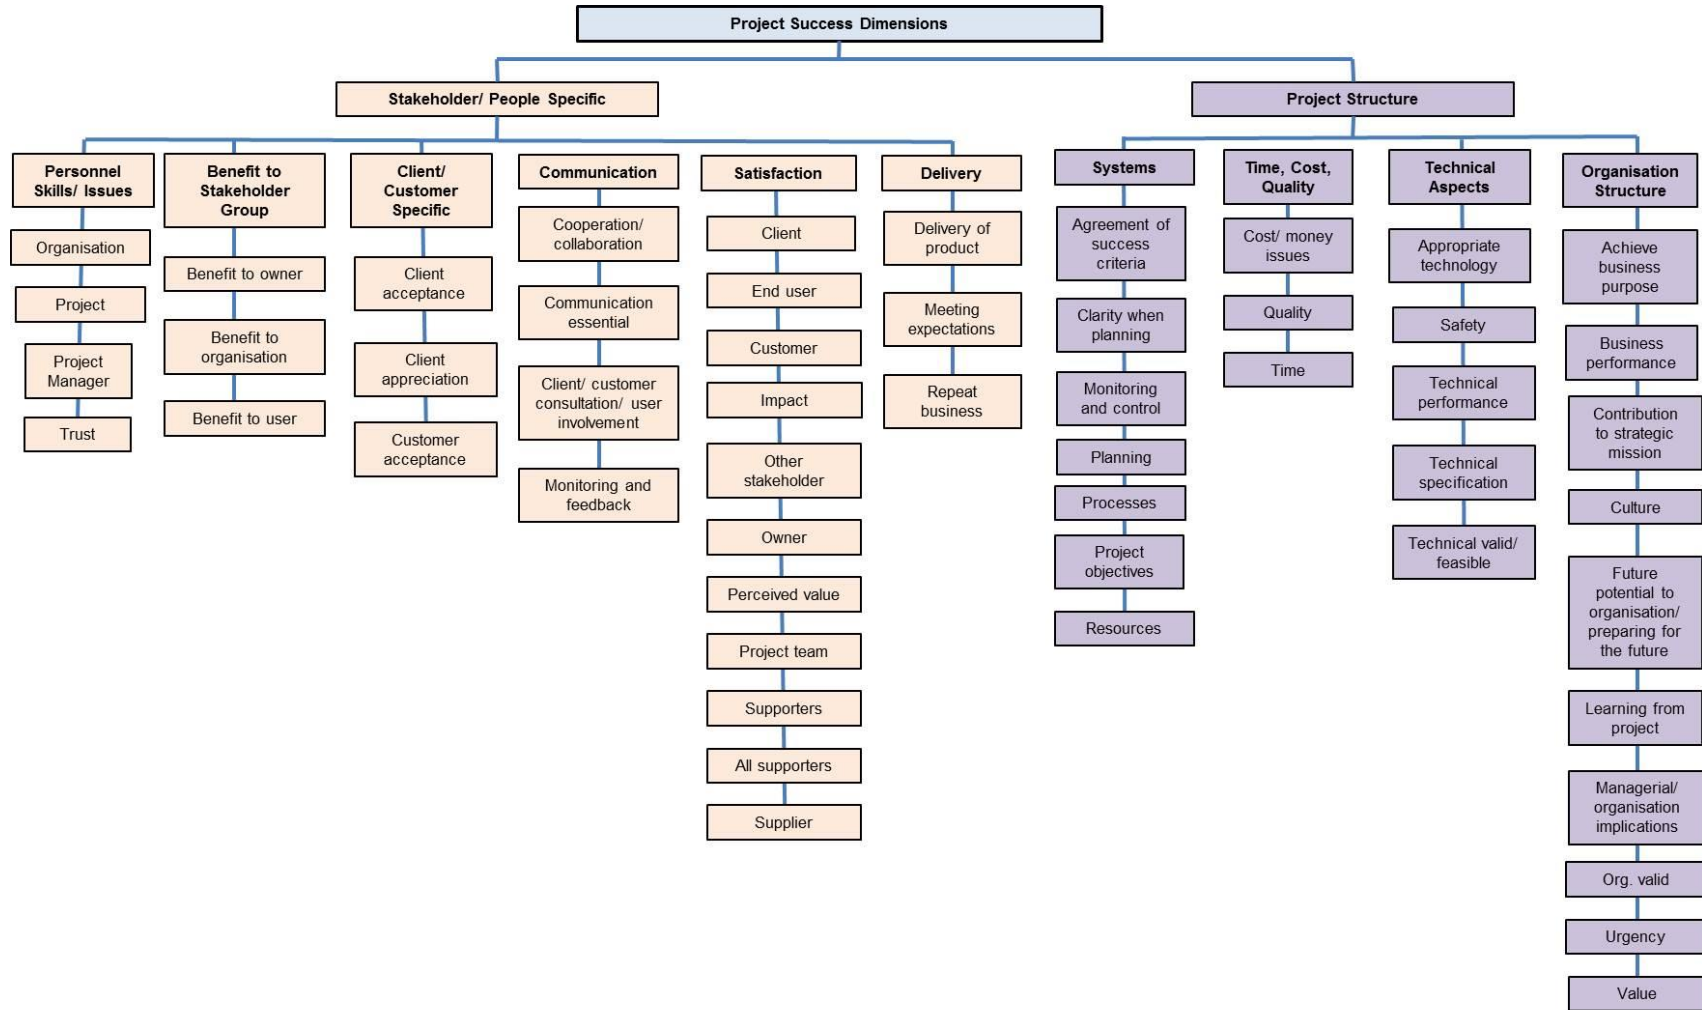 Project Success Dimensions
Stakeholder/ People Specific
Project Structure
Personnel
Skills/ Issues
Organisation
Project
Project
Manager
Trust
Benefit to
Stakeholder
Group
Benefit to owner
Benefit to
organisation
Benefit to user
Client/
Customer
Specific
Client
acceptance
Client
appreciation
Customer
acceptance
Communication
Cooperation/
collaboration
Communication
essential
Client/ customer
consultation/ user
involvement
Monitoring and
feedback
Satisfaction
Client
End user
Customer
Impact
Other
stakeholder
Owner
Perceived value
Project team
Supporters
All supporters
Supplier
Delivery
Delivery of
product
Meeting
expectations
Repeat
business
Systems
Agreement of
success
criteria
Clarity when
planning
Monitoring
and control
Planning
Processes
Project
objectives
Resources
Time, Cost,
Quality
Cost/ money
issues
Quality
Time
Technical
Aspects
Appropriate
technology
Safety
Technical
performance
Technical
specification
Technical valid/
feasible
Organisation
Structure
Achieve
business
purpose
Business
performance
Contribution
to strategic
mission
Culture
Future
potential to
organisation/
preparing for
the future
Learning from
project
Managerial/
organisation
implications
Org. valid
Urgency
Value